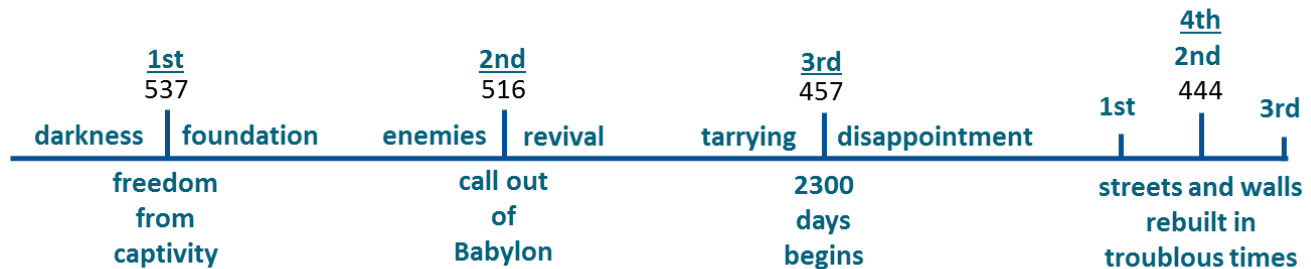 4th
1st 2nd 3rd 2nd
537 516 457 444
1st 3rd
darkness foundation enemies revival tarrying disappointment
freedom call out 2300 streets and walls
from of days rebuilt in
captivity Babylon begins troublous times